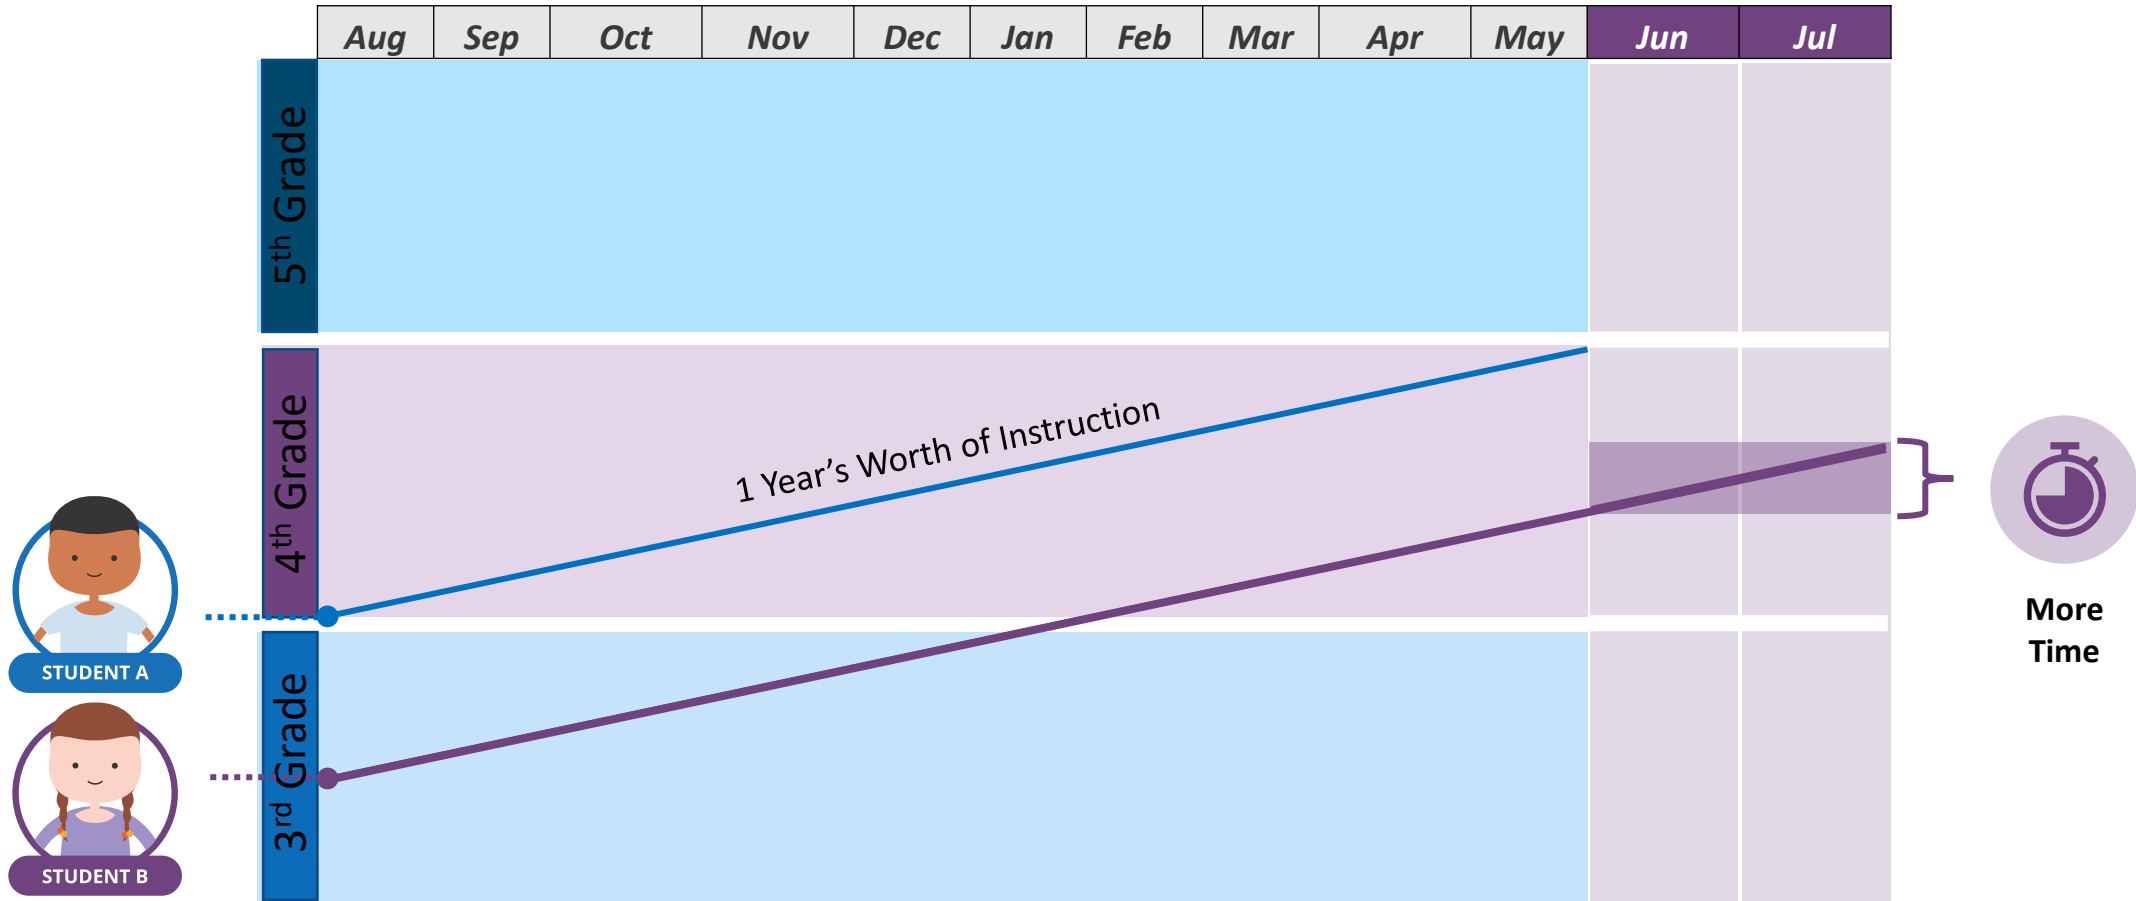 Aug Sep Oct Nov Dec Jan Feb Mar Apr May Jun Jul
5th Grade
4th Grade
3rd Grade
1 Year's Worth of Instruction
STUDENT A
STUDENT B
More
Time